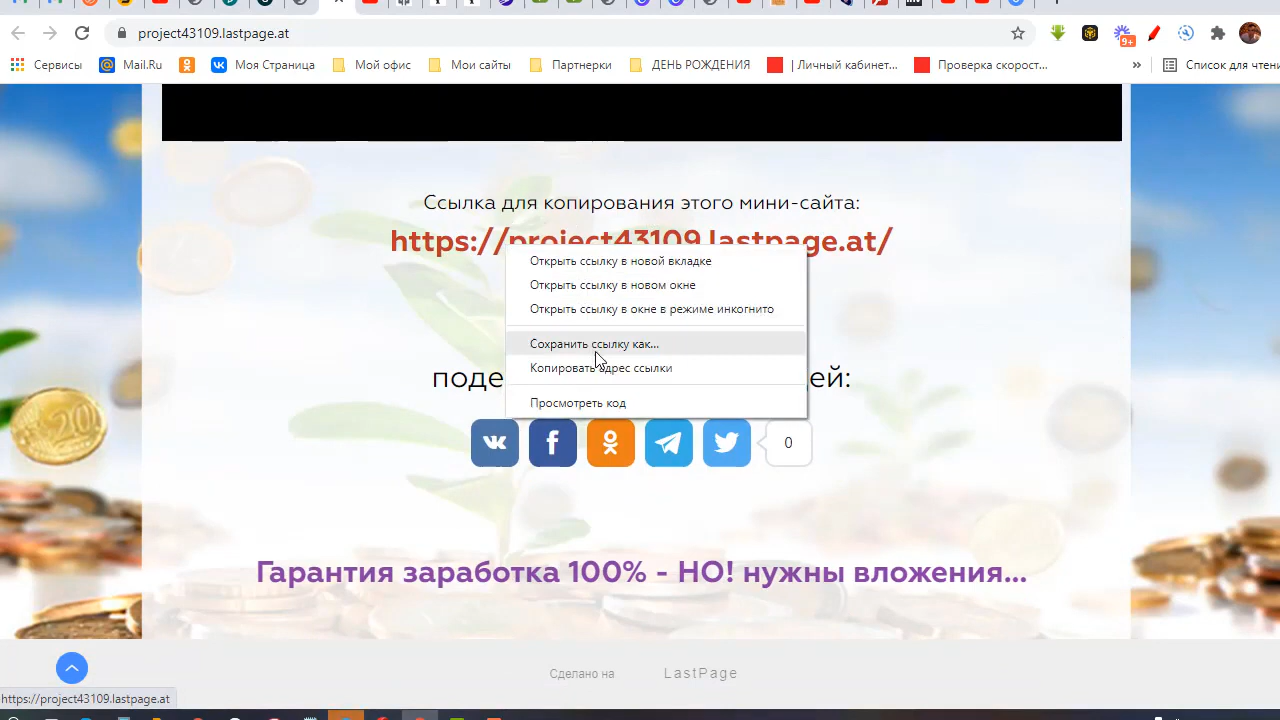 project43109.lastpage.at
9+
Сервисы
Mail.Ru
Моя Страница
Мой офис
Мои сайты
Партнерки
ДЕНЬ РОЖДЕНИЯ
| Личный кабинет...
Проверка скорост...
»
Список для чтени
Ссылка для копирования этого мини-сайта:
https://project43109.lastpage.at/
Открыть ссылку в новой вкладке
Открыть ссылку в новом окне
Открыть ссылку в окне в режиме инкогнито
Сохранить ссылку как...
Копировать адрес ссылки
Просмотреть код
поде
ей:
0
20
Гарантия заработка 100% - НО! нужны вложения...
Сделано на
LastPage
https://project43109.lastpage.at